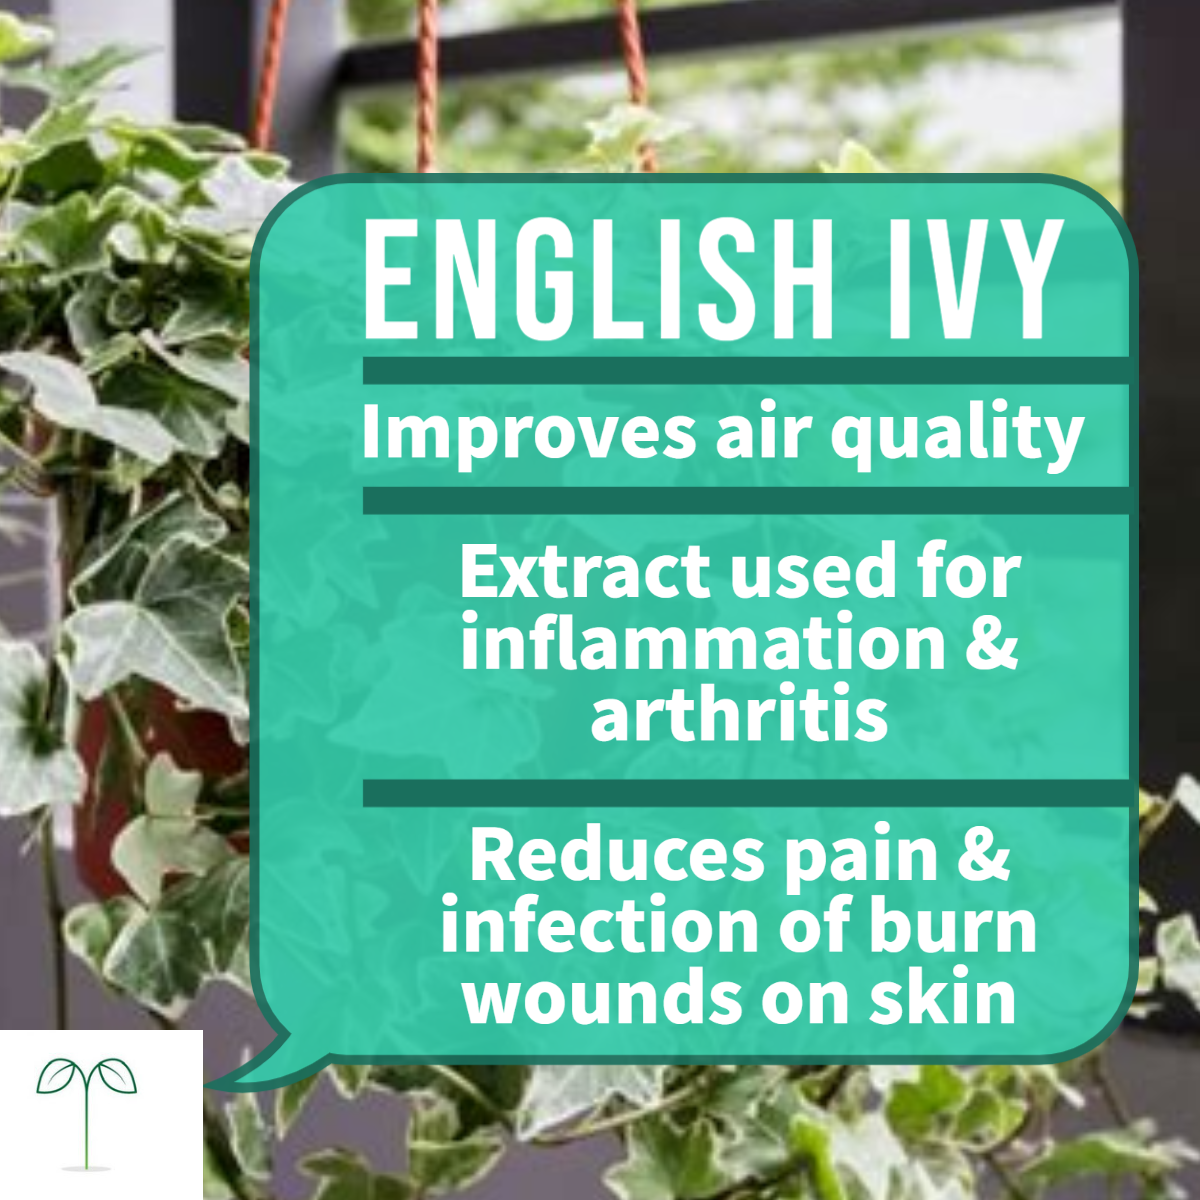 ENGLISH IVY
Improves air quality
Extract used for
inflammation &
arthritis
Reduces pain &
infection of burn
wounds on skin